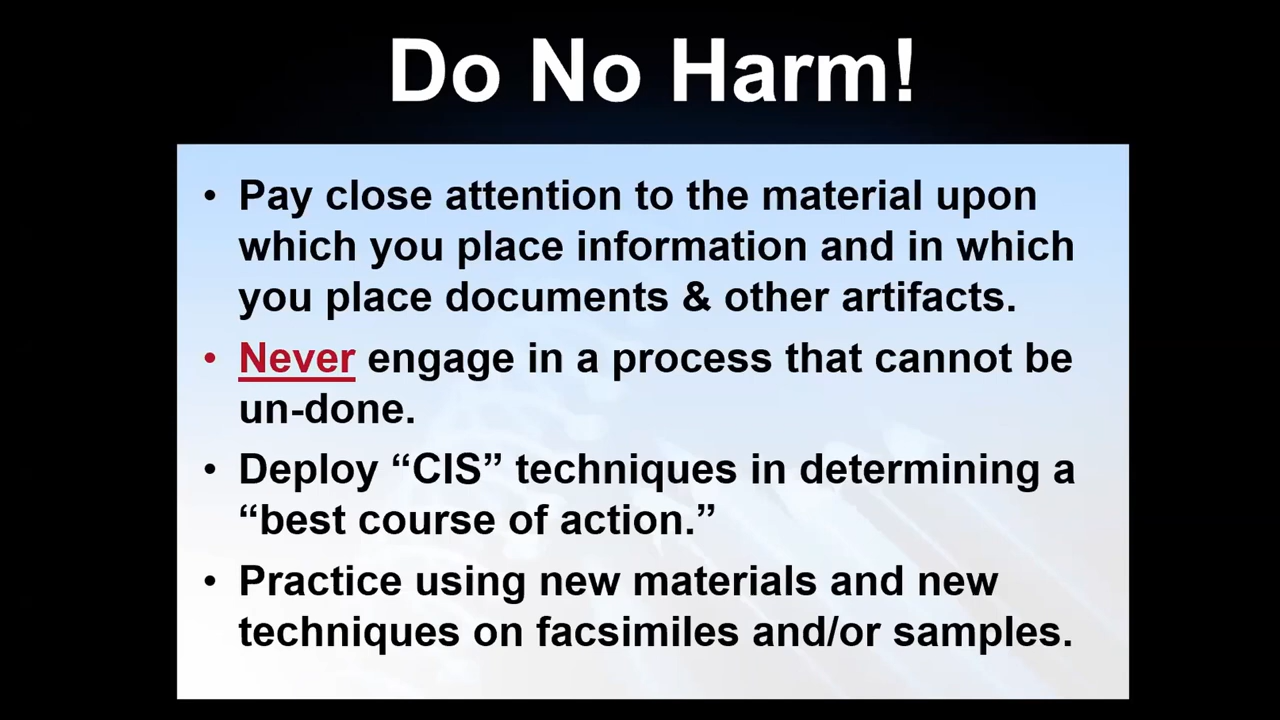 Do No Harm!
• Pay close attention to the material upon
which you place information and in which
you place documents & other artifacts.
• Never engage in a process that cannot be
un-done.
• Deploy “CIS” techniques in determining a
“best course of action.”
• Practice using new materials and new
techniques on facsimiles and/or samples.